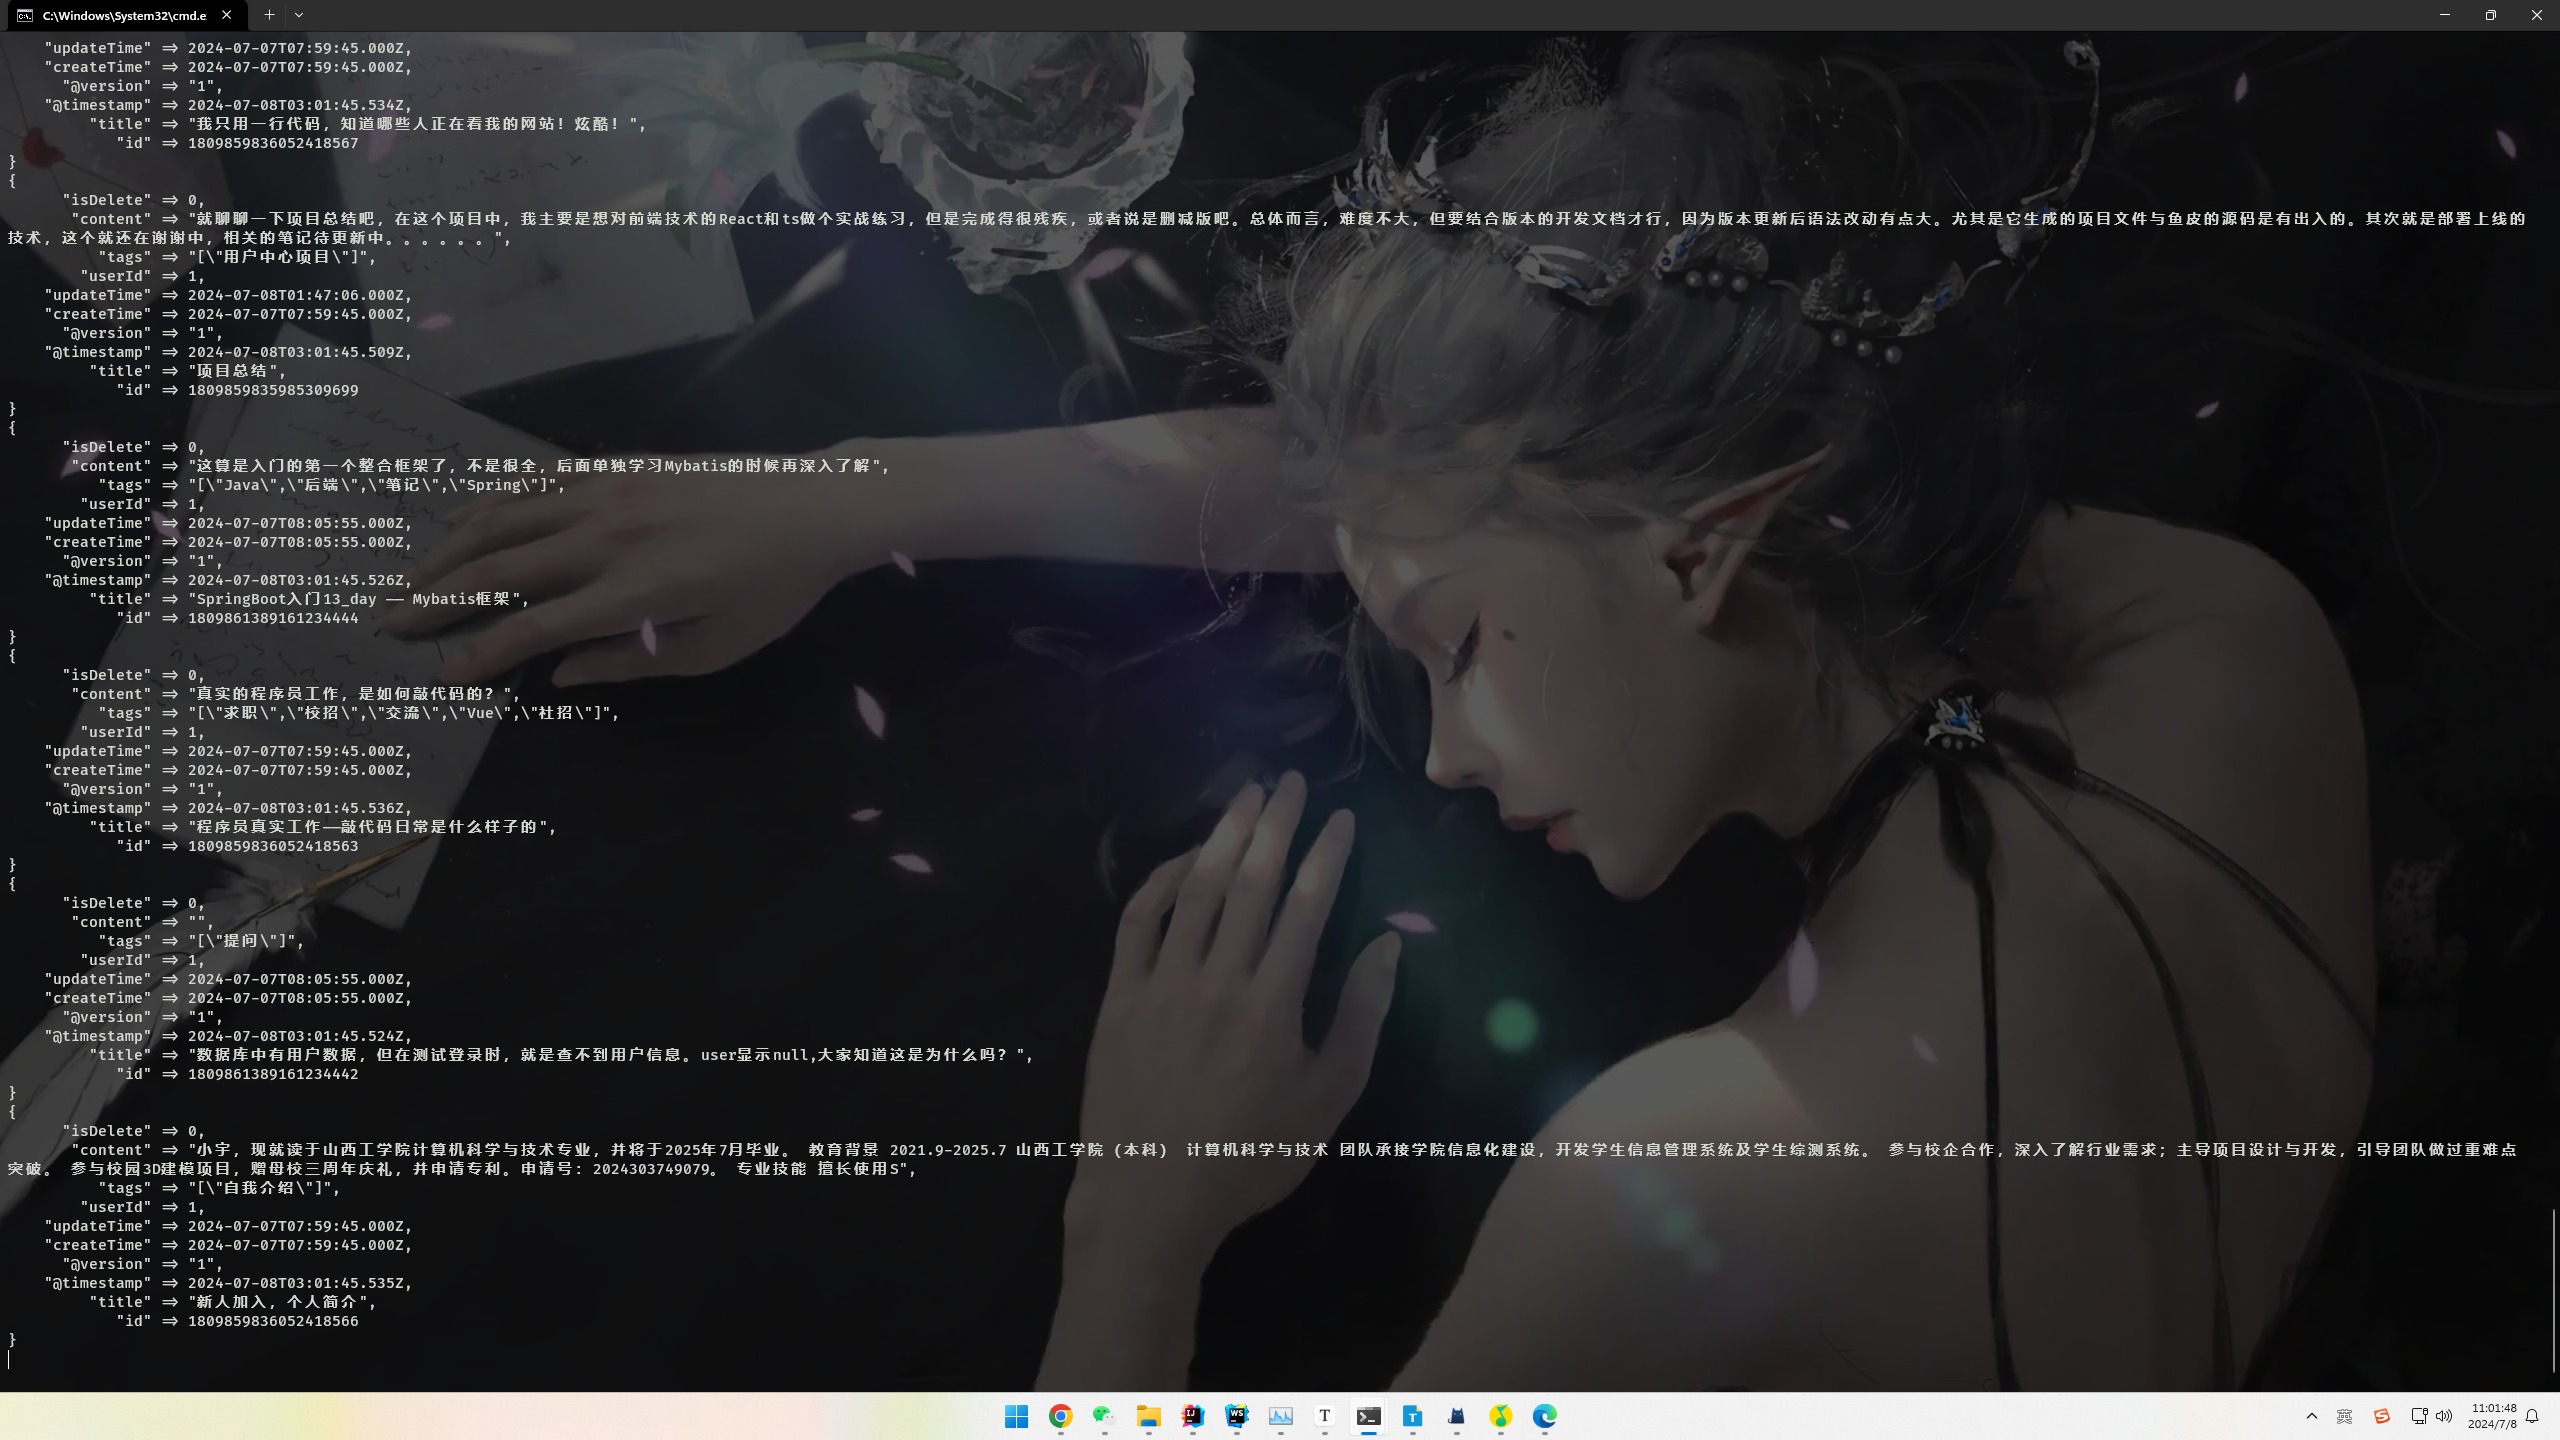 C:\Windows\System32\cmd.e
"updateTime" => 2024-07-07T07:59:45.000Z,
"createTime" => 2024-07-07T07:59:45.000Z,
"@version" => "1",
"@timestamp" => 2024-07-08T03:01:45.534Z,
"title" => "我只用一行代码，知道哪些人正在看我的网站！炫酷！",
"id" => 1809859836052418567
}
{
"isDelete" => 0,
"content" => "就聊聊一下项目总结吧，在这个项目中，我主要是想对前端技术的React和ts做个实战练习，但是完成得很残疾，或者说是删减版吧。总体而言，难度不大，但要结合版本的开发文档才行，因为版本更新后语法改动有点大。尤其是它生成的项目文件与鱼皮的源码是有出入的。其次就是部署上线的
技术，这个就还在谢谢中，相关的笔记待更新中。。。。。。",
"tags" => "[\"用户中心项目\"]",
"userId" => 1,
"updateTime" => 2024-07-08T01:47:06.000Z,
"createTime" => 2024-07-07T07:59:45.000Z,
"@version" => "1",
"@timestamp" => 2024-07-08T03:01:45.509Z,
"title" => "项目总结",
"id" => 1809859835985309699
}
{
"isDelete" => 0,
"content" => "这算是入门的第一个整合框架了，不是很全，后面单独学习Mybatis的时候再深入了解",
"tags" => "[\"Java\",\"后端\",\"笔记\",\"Spring\"]",
"userId" => 1,
"updateTime" => 2024-07-07T08:05:55.000Z,
"createTime" => 2024-07-07T08:05:55.000Z,
"@version" => "1",
"@timestamp" => 2024-07-08T03:01:45.526Z,
"title" => "SpringBoot入门13_day —— Mybatis框架",
"id" => 1809861389161234444
}
{
"isDelete" => 0,
"content" => "真实的程序员工作，是如何敲代码的？",
"tags" => "[\"求职\",\"校招\",\"交流\",\"Vue\",\"社招\"]",
"userId" => 1,
"updateTime" => 2024-07-07T07:59:45.000Z,
"createTime" => 2024-07-07T07:59:45.000Z,
"@version" => "1",
"@timestamp" => 2024-07-08T03:01:45.536Z,
"title" => "程序员真实工作——敲代码日常是什么样子的",
"id" => 1809859836052418563
}
{
"isDelete" => 0,
"content" => "",
"tags" => "[\"提问\"]",
"userId" => 1,
"updateTime" => 2024-07-07T08:05:55.000Z,
"createTime" => 2024-07-07T08:05:55.000Z,
"@version" => "1",
"@timestamp" => 2024-07-08T03:01:45.524Z,
"title" => "数据库中有用户数据，但在测试登录时，就是查不到用户信息。user显示null,大家知道这是为什么吗？",
"id" => 1809861389161234442
}
{
"isDelete" => 0,
"content" => "小宇，现就读于山西工学院计算机科学与技术专业，并将于2025年7月毕业。 教育背景 2021.9-2025.7 山西工学院（本科） 计算机科学与技术 团队承接学院信息化建设，开发学生信息管理系统及学生综测系统。 参与校企合作，深入了解行业需求；主导项目设计与开发，引导团队做过重难点
突破。 参与校园3D建模项目，赠母校三周年庆礼，并申请专利。申请号：2024303749079。 专业技能 擅长使用S",
"tags" => "[\"自我介绍\"]",
"userId" => 1,
"updateTime" => 2024-07-07T07:59:45.000Z,
"createTime" => 2024-07-07T07:59:45.000Z,
"@version" => "1",
"@timestamp" => 2024-07-08T03:01:45.535Z,
"title" => "新人加入，个人简介",
"id" => 1809859836052418566
}
英
11:01:48
2024/7/8